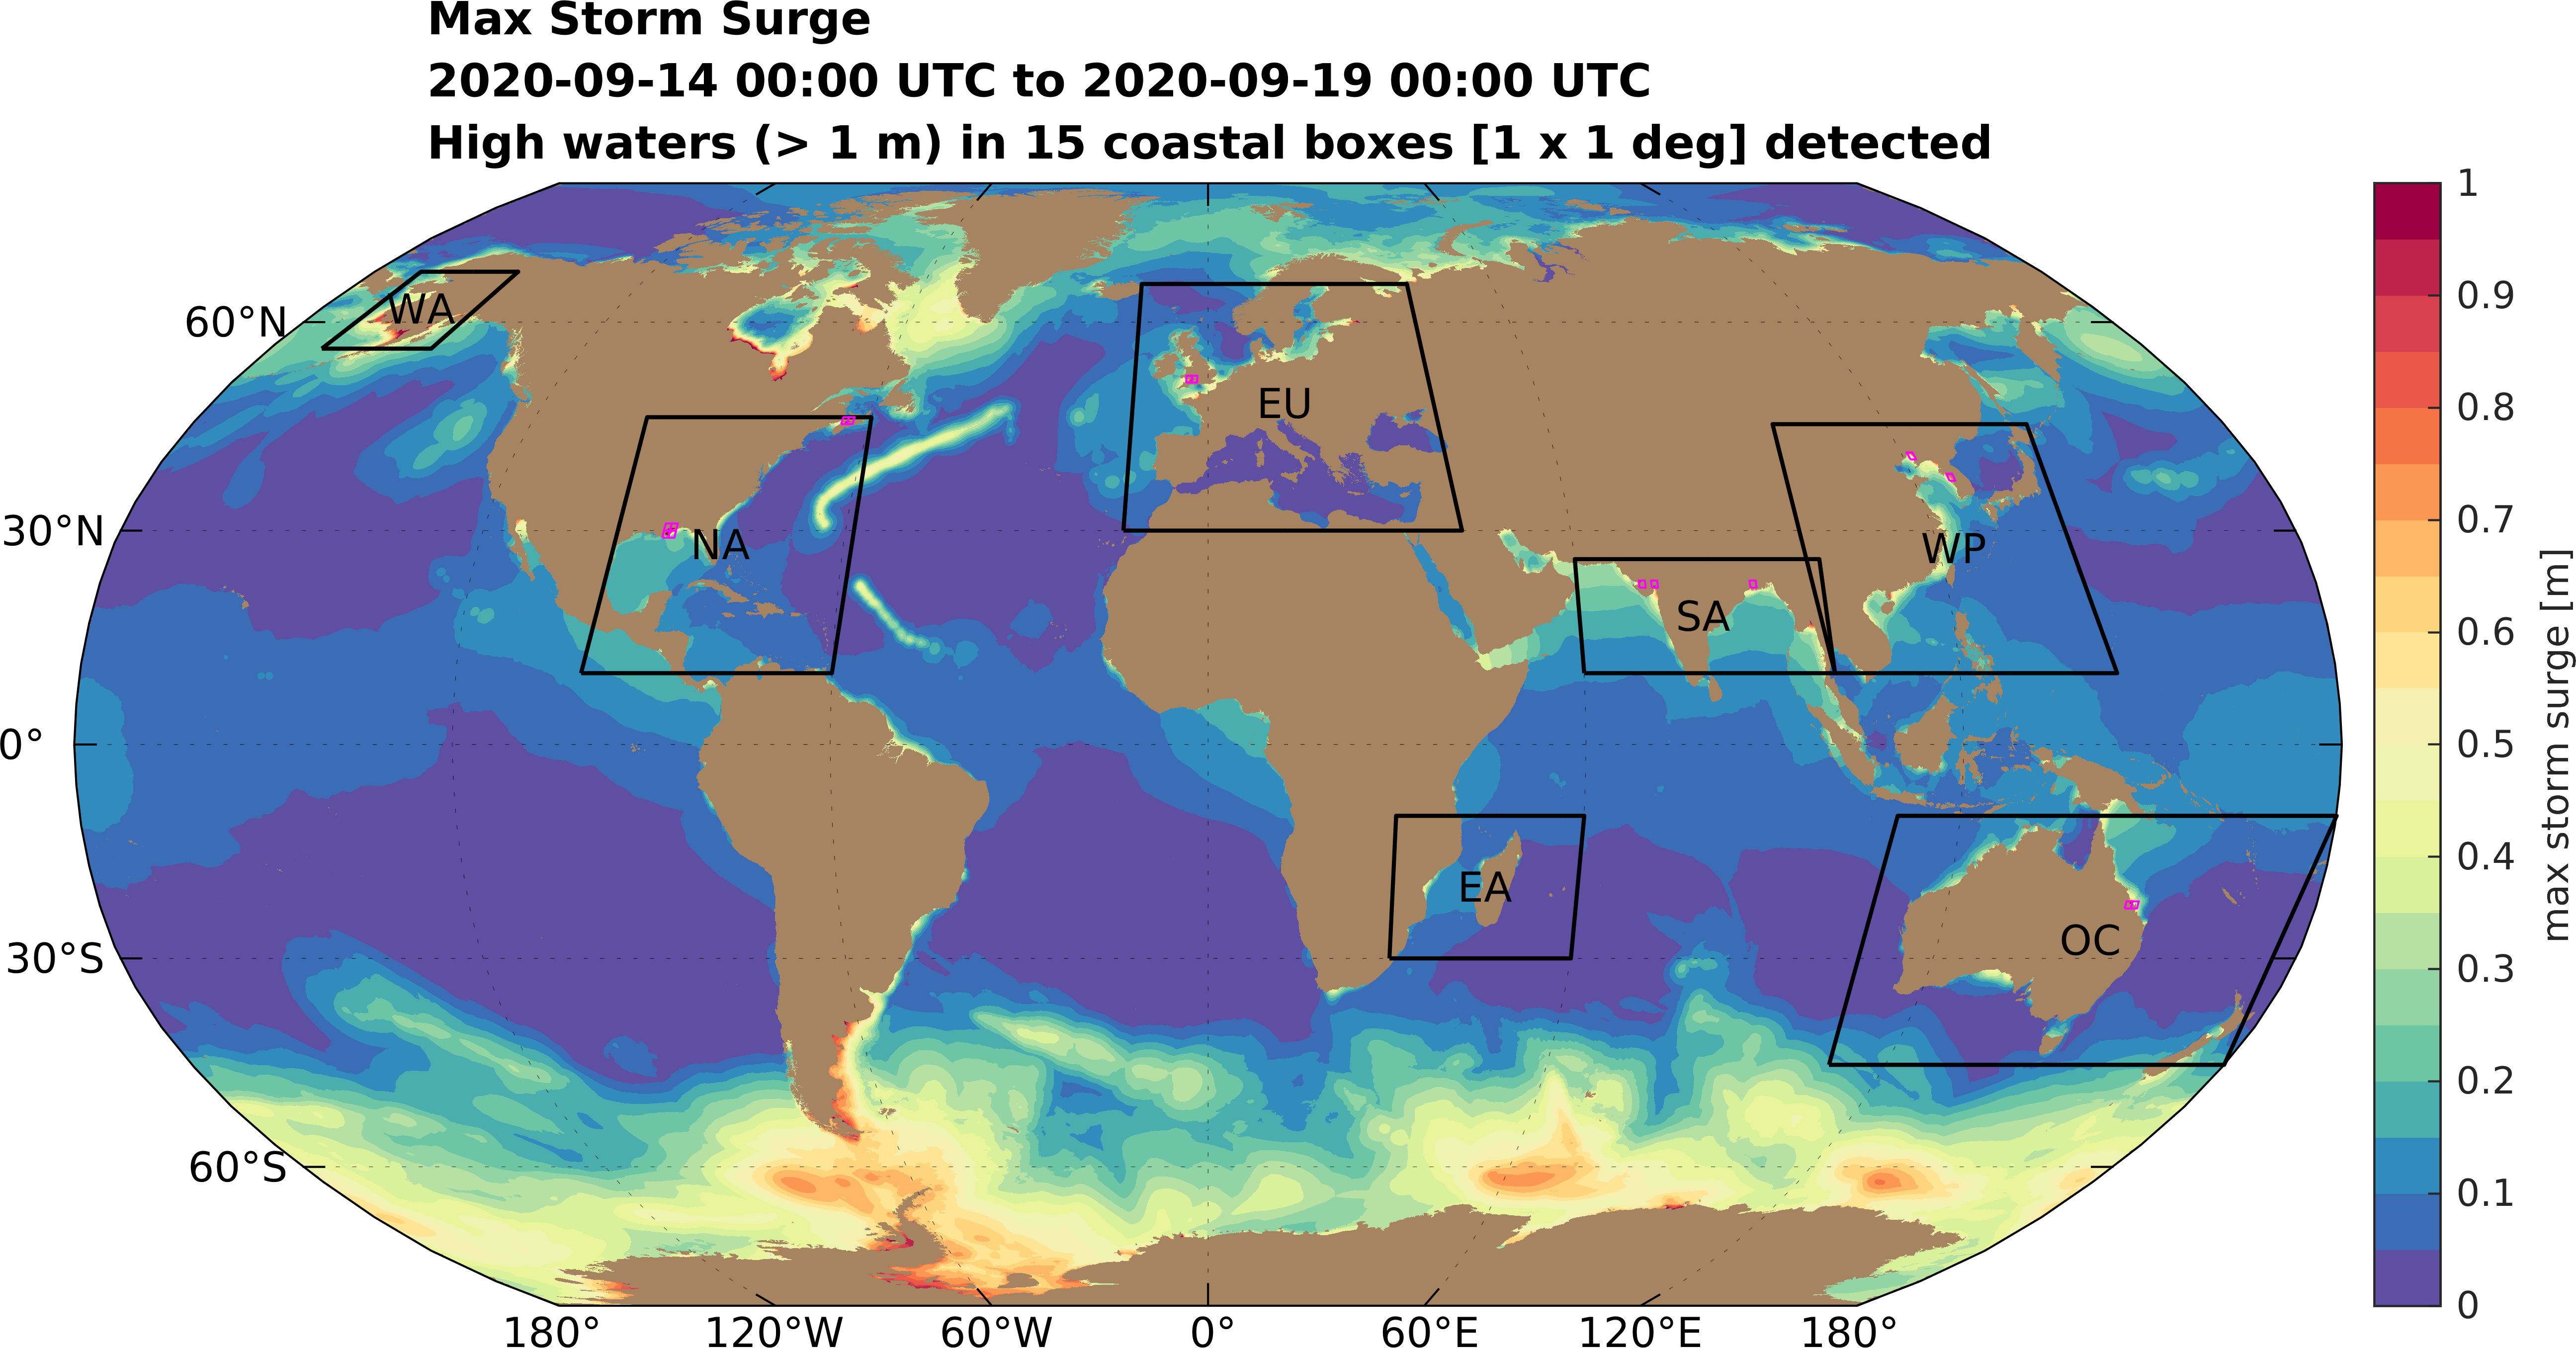 Max Storm Surge
2020-09-14 00:00 UTC to 2020-09-19 00:00 UTC
High waters (> 1 m) in 15 coastal boxes [1 x 1 deg] detected
WA
60°N
EU
30°N
NA
WP
SA
0°
EA
OC
30°S
60°S
180°
120°W
60°W
0°
60°E
120°E
180°
1
0.9
0.8
0.7
0.6
0.5
0.4
0.3
0.2
0.1
0
max storm surge [m]